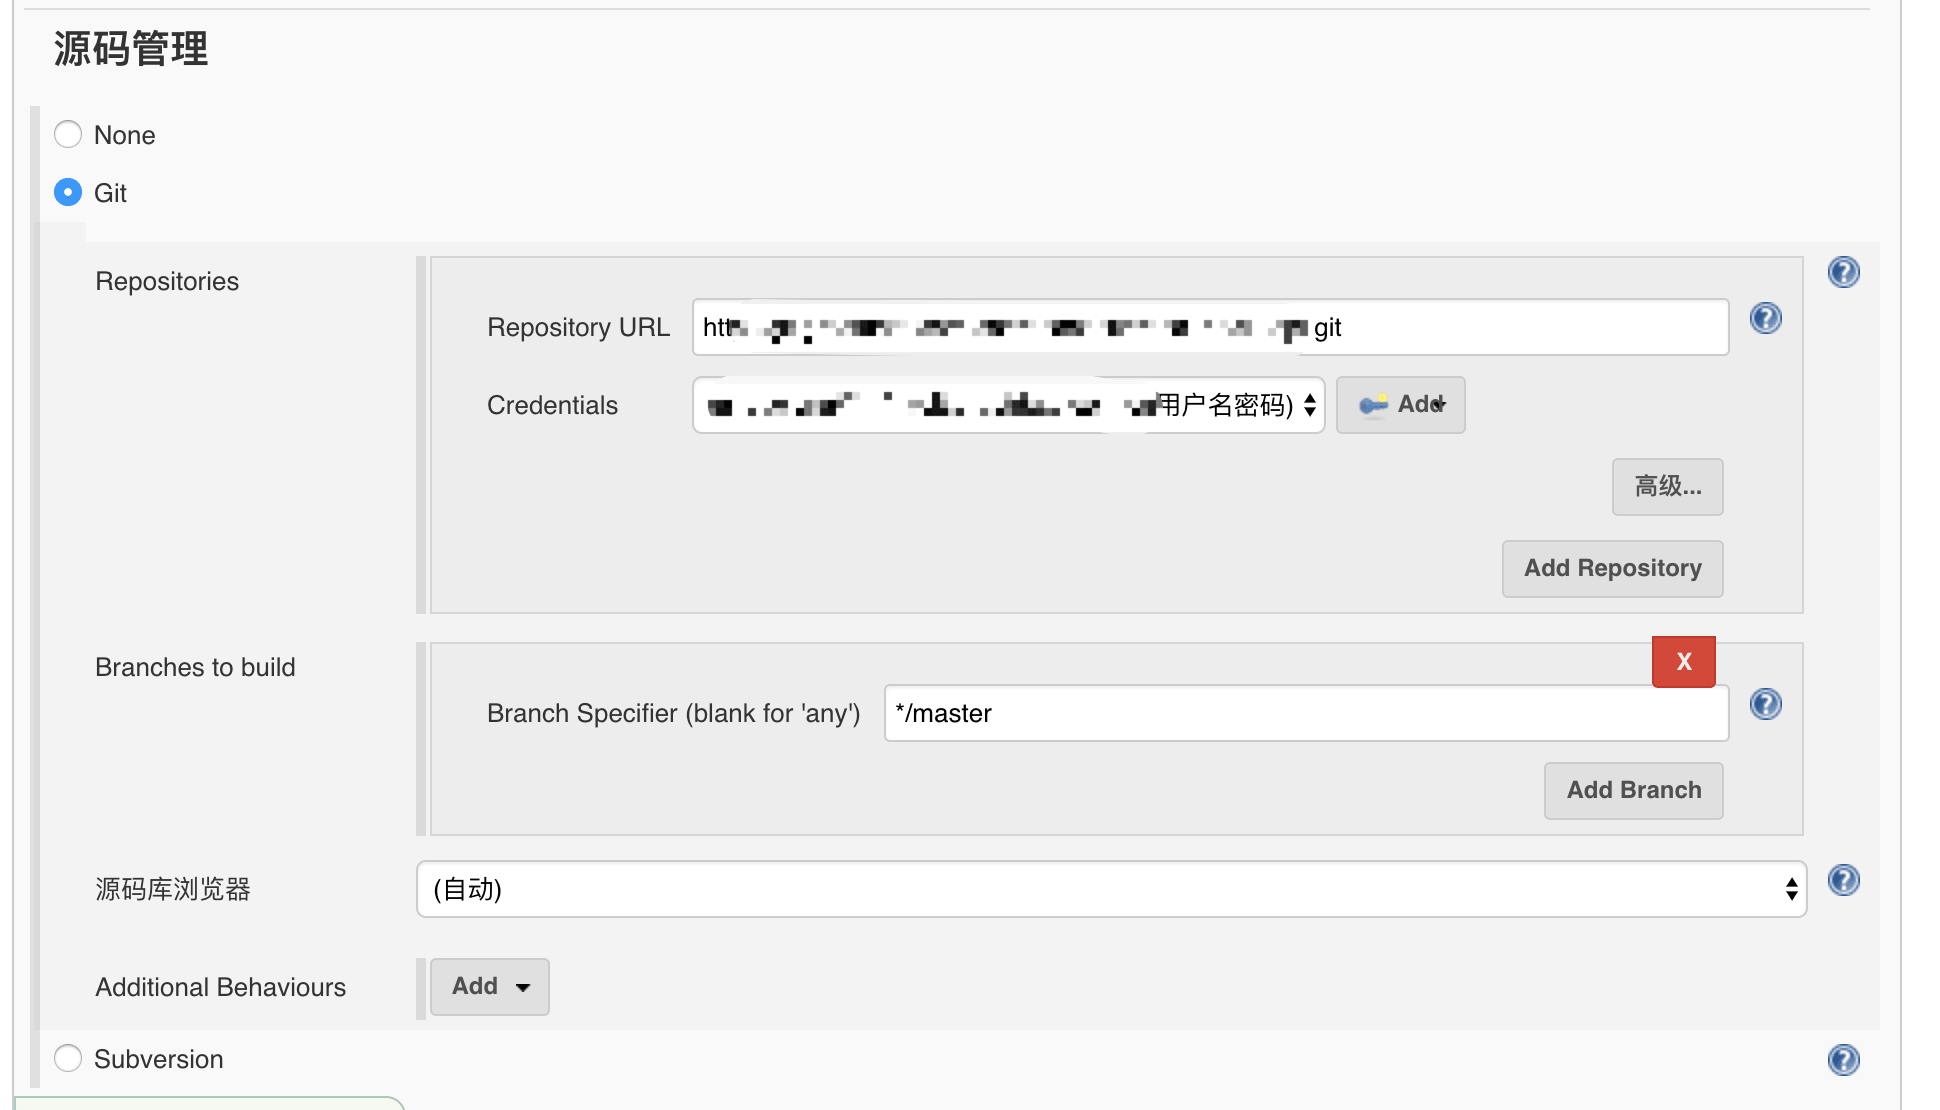 源码管理
None
Git
Repositories
Repository URL htt git
Credentials 用户名密码) Add
高级...
Add Repository
Branches to build
X
Branch Specifier (blank for 'any') */master
Add Branch
源码库浏览器 (自动)
Additional Behaviours Add
Subversion